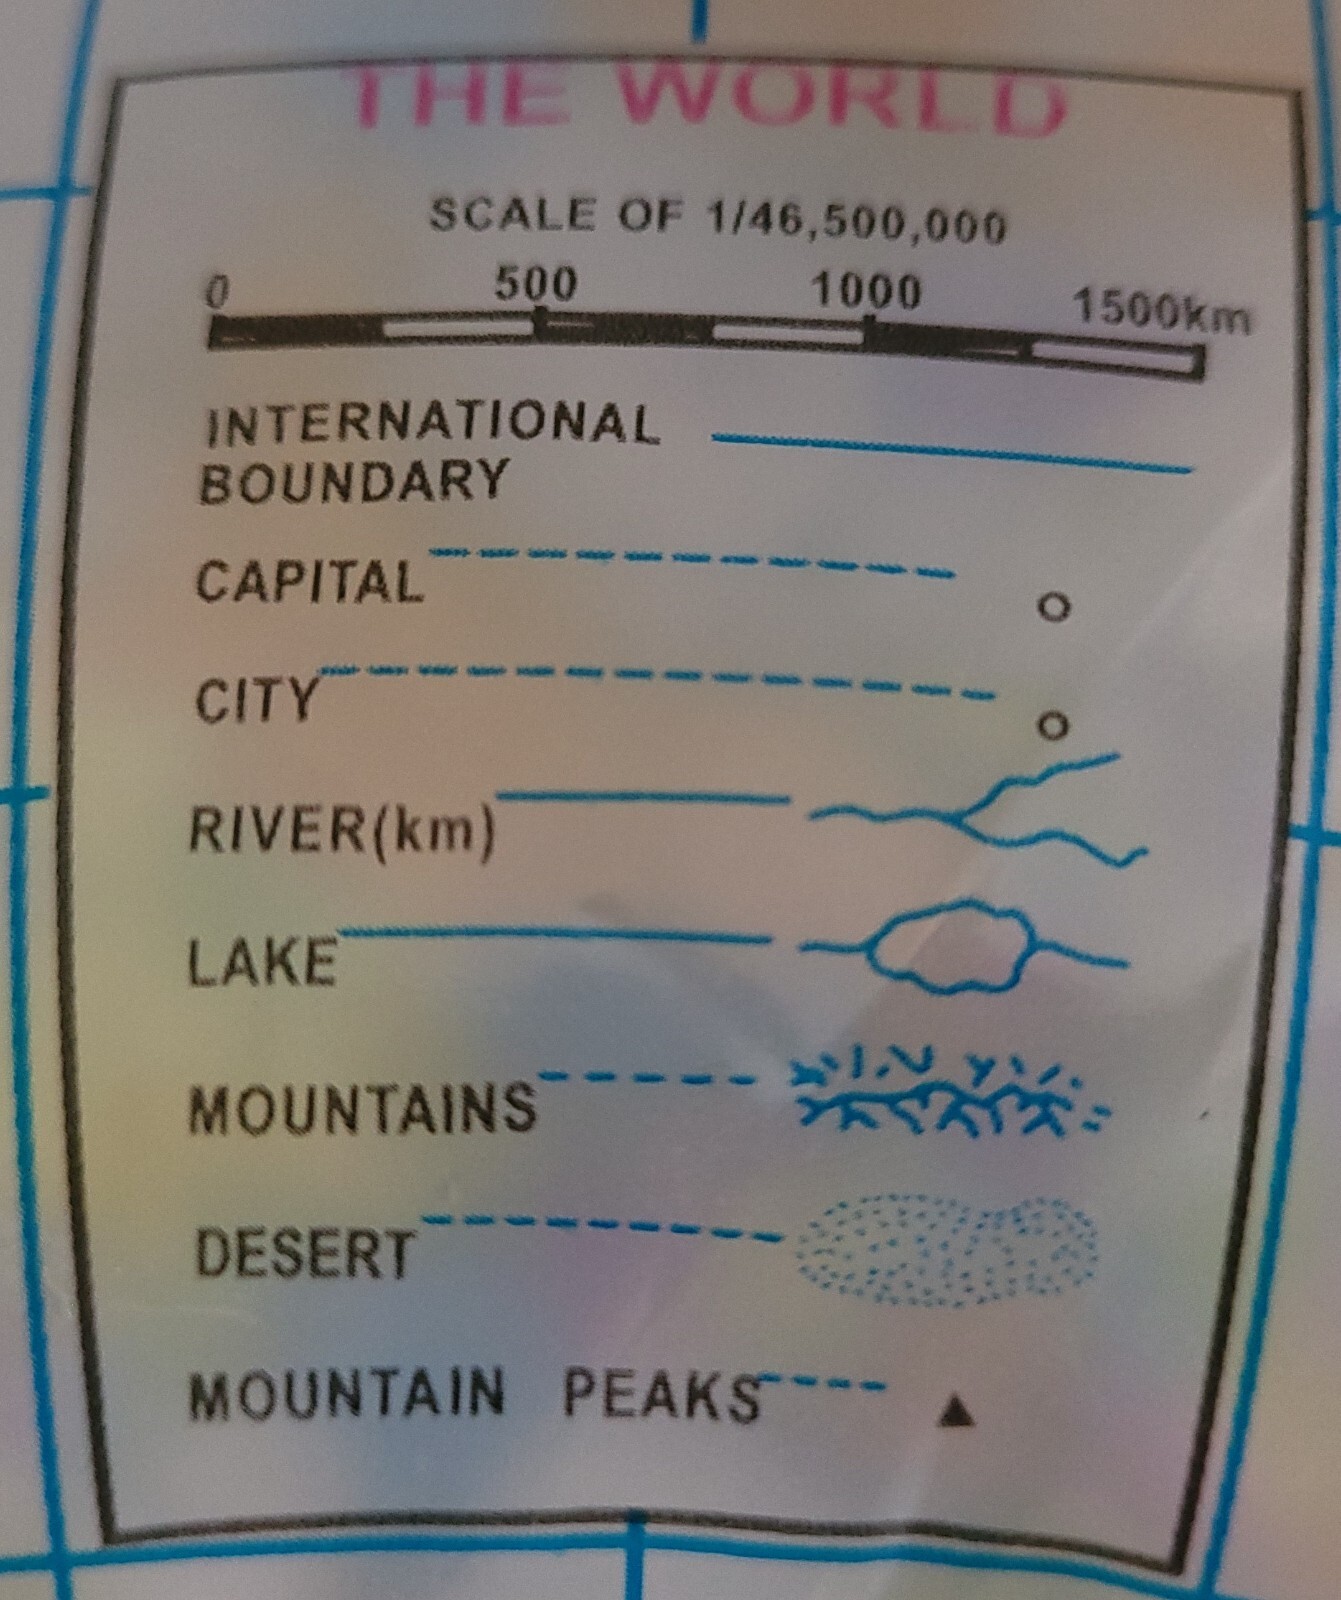 THE WORLD
SCALE OF 1/46,500,000
0 500 1000 1500km
INTERNATIONAL
BOUNDARY
CAPITAL
CITY
RIVER(km)
LAKE
MOUNTAINS
DESERT
MOUNTAIN PEAKS